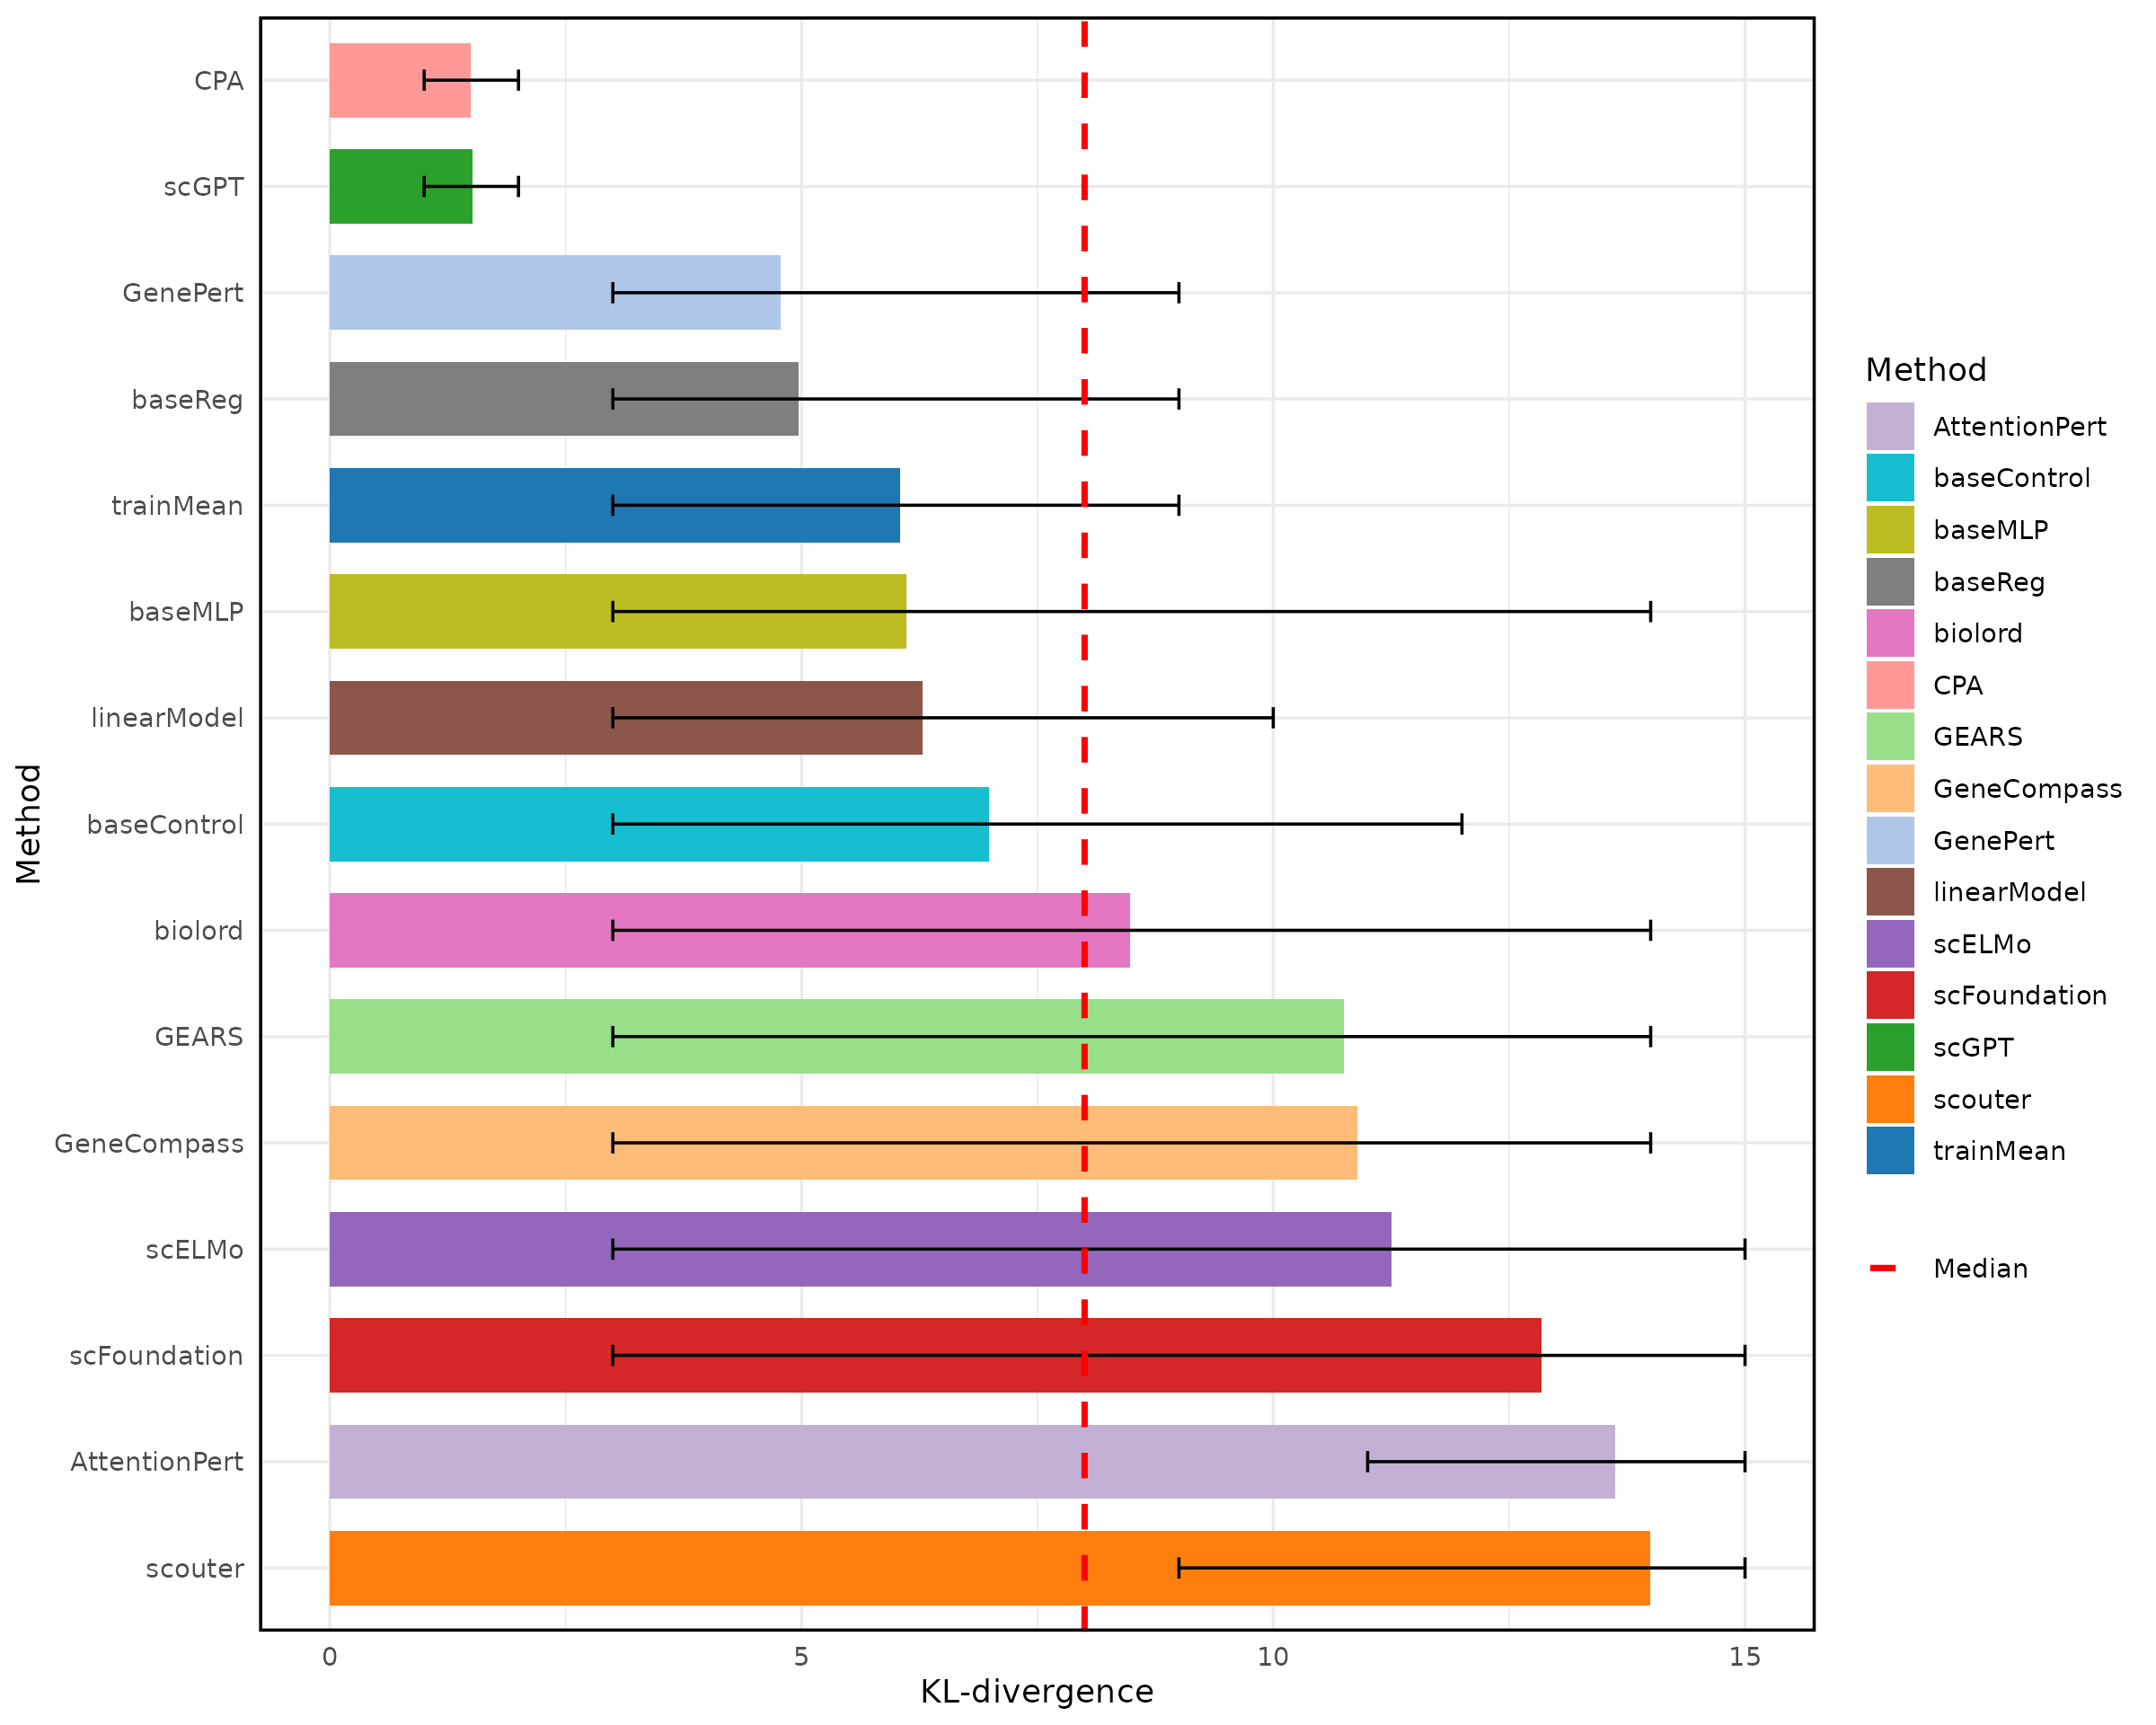 Method
CPA
scGPT
GenePert
baseReg
trainMean
baseMLP
linearModel
baseControl
biolord
GEARS
GeneCompass
scELMo
scFoundation
AttentionPert
scouter
0 5 10 15
KL-divergence
Method
AttentionPert
baseControl
baseMLP
baseReg
biolord
CPA
GEARS
GeneCompass
GenePert
linearModel
scELMo
scFoundation
scGPT
scouter
trainMean
Median